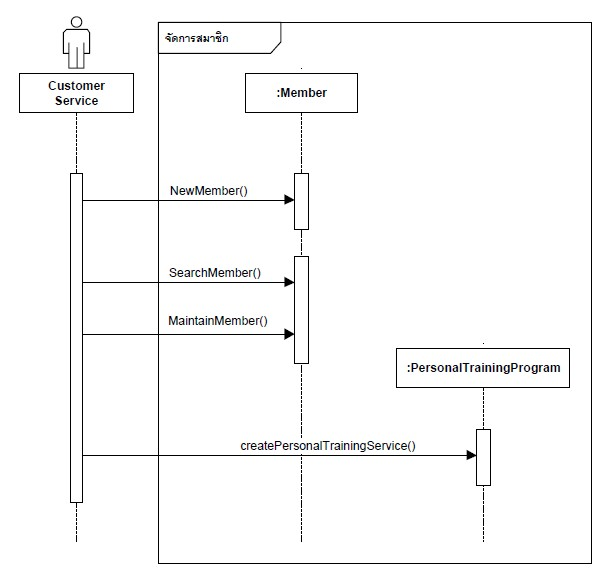 จัดการสมาชิก
Customer
Service
:Member
NewMember()
SearchMember()
MaintainMember()
:PersonalTrainingProgram
createPersonalTrainingService()